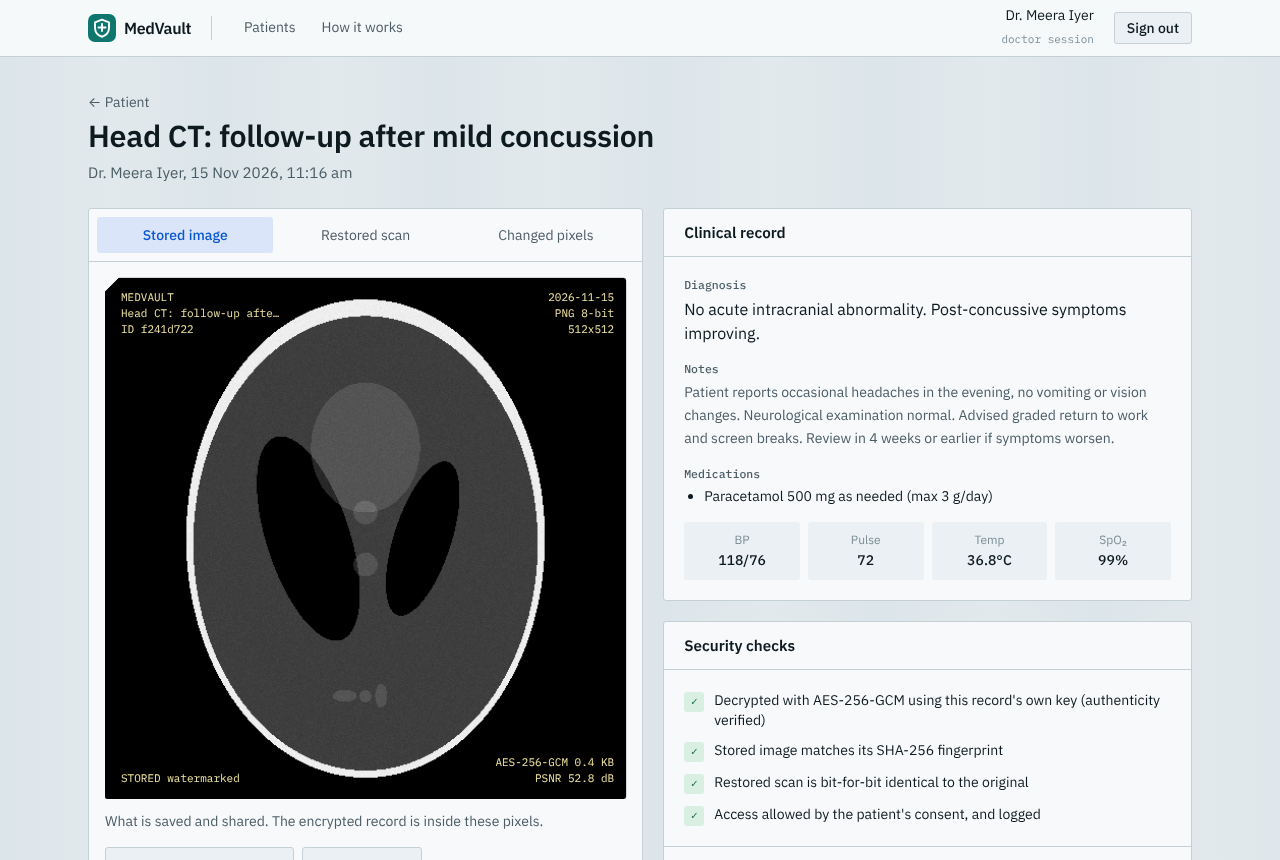 MedVault
Patients
How it works
Dr. Meera Iyer
doctor session
Sign out
← Patient
Head CT: follow-up after mild concussion
Dr. Meera Iyer, 15 Nov 2026, 11:16 am
Stored image
Restored scan
Changed pixels
MEDVAULT
Head CT: follow-up afte…
ID f241d722
2026-11-15
PNG 8-bit
512x512
STORED watermarked
AES-256-GCM 0.4 KB
PSNR 52.8 dB
What is saved and shared. The encrypted record is inside these pixels.
Clinical record
Diagnosis
No acute intracranial abnormality. Post-concussive symptoms
improving.
Notes
Patient reports occasional headaches in the evening, no vomiting or vision
changes. Neurological examination normal. Advised graded return to work
and screen breaks. Review in 4 weeks or earlier if symptoms worsen.
Medications
• Paracetamol 500 mg as needed (max 3 g/day)
BP
118/76
Pulse
72
Temp
36.8°C
SpO₂
99%
Security checks
✓ Decrypted with AES-256-GCM using this record's own key (authenticity
verified)
✓ Stored image matches its SHA-256 fingerprint
✓ Restored scan is bit-for-bit identical to the original
✓ Access allowed by the patient's consent, and logged